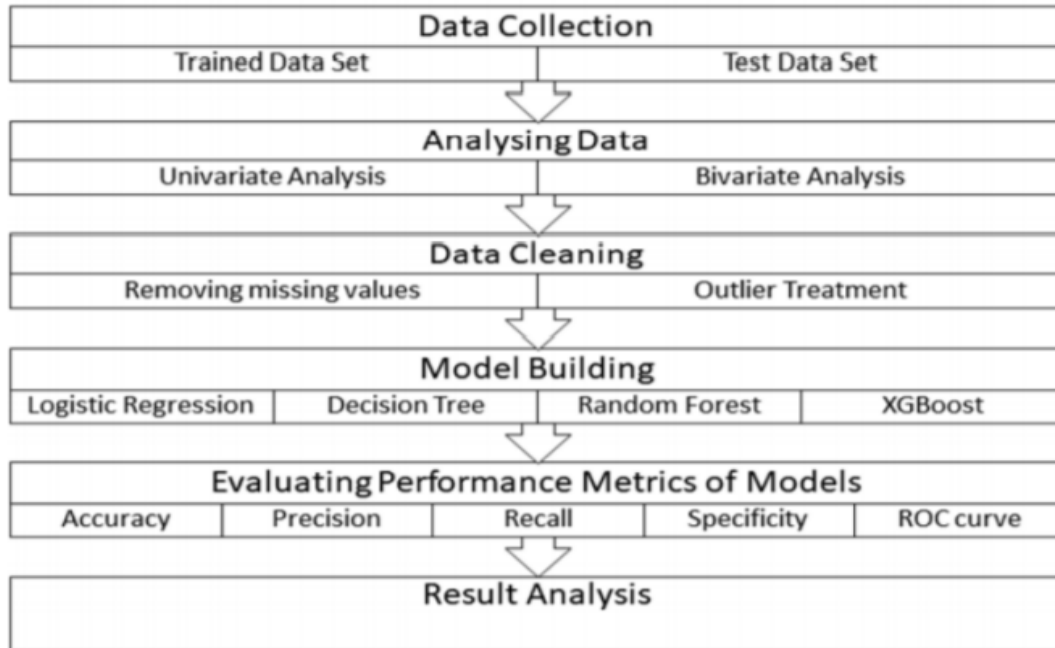 Data Collection
Trained Data Set
Test Data Set
Analysing Data
Univariate Analysis
Bivariate Analysis
Data Cleaning
Removing missing values
Outlier Treatment
Model Building
Logistic Regression
Decision Tree
Random Forest
XGBoost
Evaluating Performance Metrics of Models
Accuracy
Precision
Recall
Specificity
ROC curve
Result Analysis